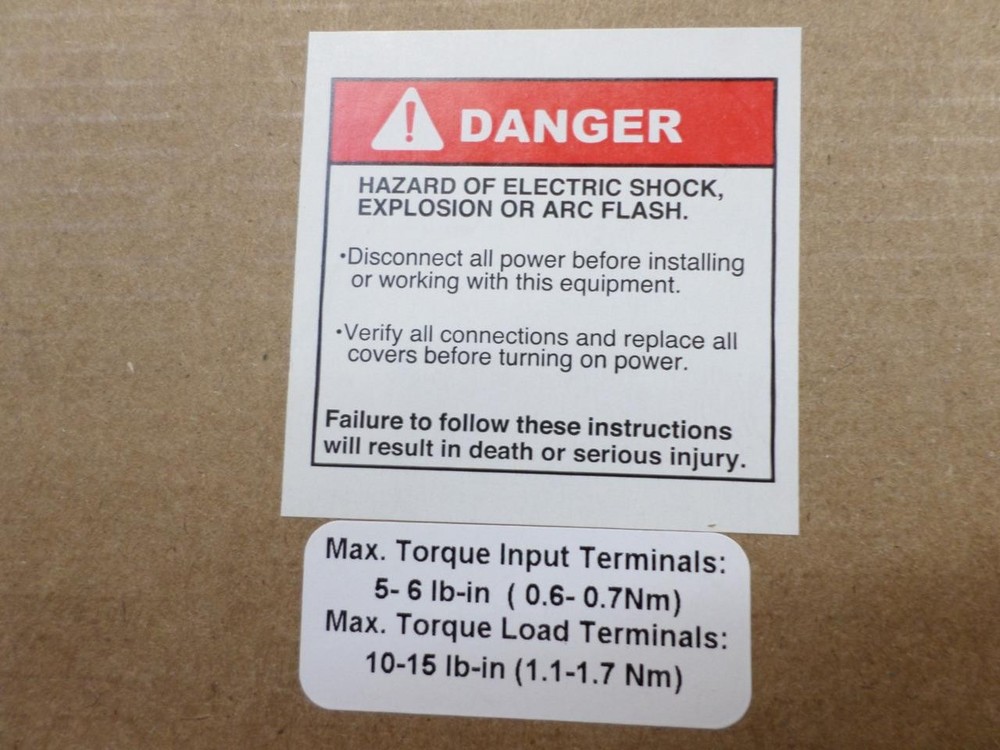 DANGER
HAZARD OF ELECTRIC SHOCK,
EXPLOSION OR ARC FLASH.
•Disconnect all power before installing
or working with this equipment.
•Verify all connections and replace all
covers before turning on power.
Failure to follow these instructions
will result in death or serious injury.
Max. Torque Input Terminals:
5- 6 lb-in ( 0.6- 0.7Nm)
Max. Torque Load Terminals:
10-15 lb-in (1.1-1.7 Nm)